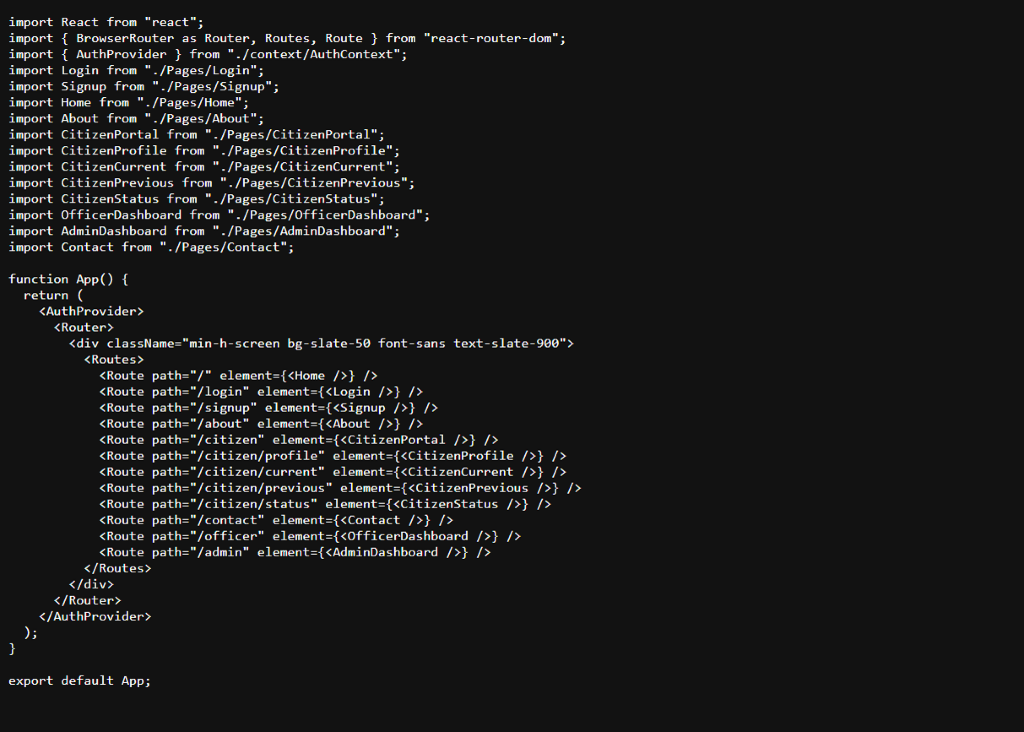 import React from "react";
import { BrowserRouter as Router, Routes, Route } from "react-router-dom";
import { AuthProvider } from "./context/AuthContext";
import Login from "./Pages/Login";
import Signup from "./Pages/Signup";
import Home from "./Pages/Home";
import About from "./Pages/About";
import CitizenPortal from "./Pages/CitizenPortal";
import CitizenProfile from "./Pages/CitizenProfile";
import CitizenCurrent from "./Pages/CitizenCurrent";
import CitizenPrevious from "./Pages/CitizenPrevious";
import CitizenStatus from "./Pages/CitizenStatus";
import OfficerDashboard from "./Pages/OfficerDashboard";
import AdminDashboard from "./Pages/AdminDashboard";
import Contact from "./Pages/Contact";

function App() {
  return (
    <AuthProvider>
      <Router>
        <div className="min-h-screen bg-slate-50 font-sans text-slate-900">
          <Routes>
            <Route path="/" element={<Home />} />
            <Route path="/login" element={<Login />} />
            <Route path="/signup" element={<Signup />} />
            <Route path="/about" element={<About />} />
            <Route path="/citizen" element={<CitizenPortal />} />
            <Route path="/citizen/profile" element={<CitizenProfile />} />
            <Route path="/citizen/current" element={<CitizenCurrent />} />
            <Route path="/citizen/previous" element={<CitizenPrevious />} />
            <Route path="/citizen/status" element={<CitizenStatus />} />
            <Route path="/contact" element={<Contact />} />
            <Route path="/officer" element={<OfficerDashboard />} />
            <Route path="/admin" element={<AdminDashboard />} />
          </Routes>
        </div>
      </Router>
    </AuthProvider>
  );
}

export default App;